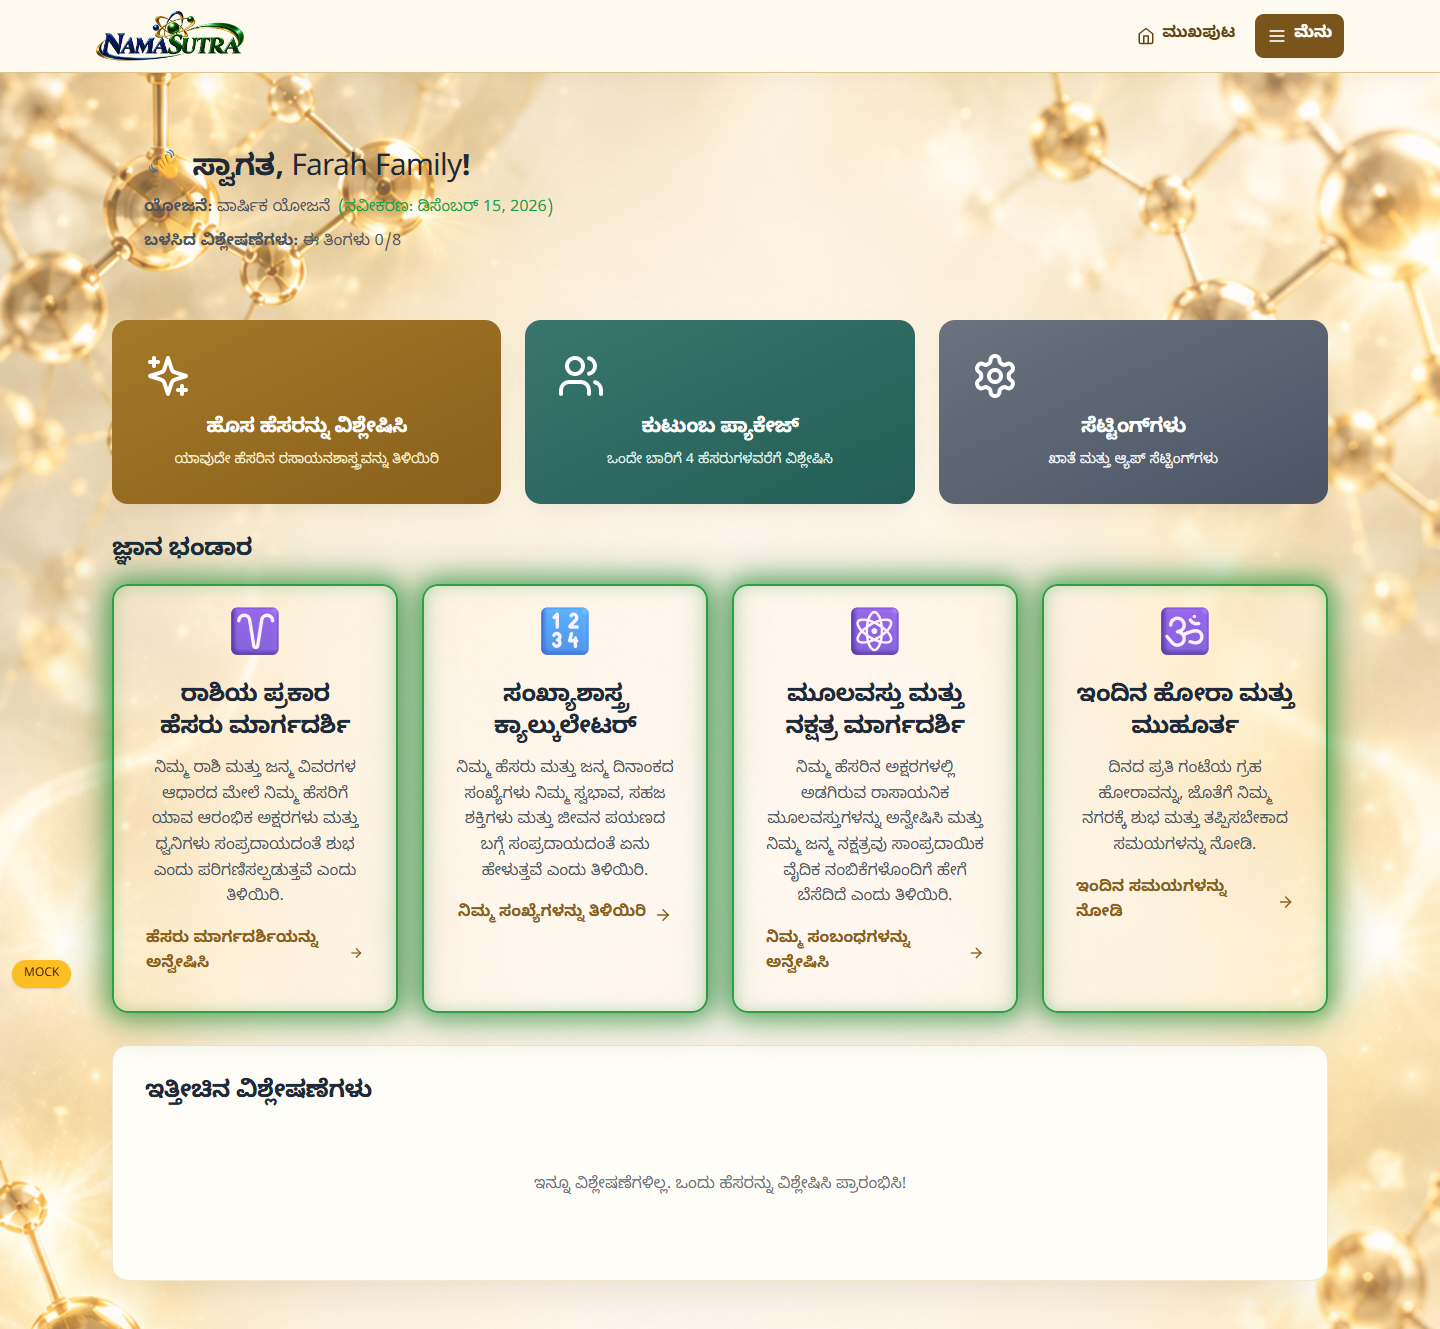 NAMASUTRA
ಮುಖಪುಟ
ಮೆನು
👋 ಸ್ವಾಗತ, Farah Family!
ಯೋಜನೆ: ವಾರ್ಷಿಕ ಯೋಜನೆ (ನವೀಕರಣ: ಡಿಸೆಂಬರ್ 15, 2026)
ಬಳಸಿದ ವಿಶ್ಲೇಷಣೆಗಳು: ಈ ತಿಂಗಳು 0/8
ಹೊಸ ಹೆಸರನ್ನು ವಿಶ್ಲೇಷಿಸಿ
ಯಾವುದೇ ಹೆಸರಿನ ರಸಾಯನಶಾಸ್ತ್ರವನ್ನು ತಿಳಿಯಿರಿ
ಕುಟುಂಬ ಪ್ಯಾಕೇಜ್
ಒಂದೇ ಬಾರಿಗೆ 4 ಹೆಸರುಗಳವರೆಗೆ ವಿಶ್ಲೇಷಿಸಿ
ಸೆಟ್ಟಿಂಗ್‌ಗಳು
ಖಾತೆ ಮತ್ತು ಆ್ಯಪ್ ಸೆಟ್ಟಿಂಗ್‌ಗಳು
ಜ್ಞಾನ ಭಂಡಾರ
ರಾಶಿಯ ಪ್ರಕಾರ
ಹೆಸರು ಮಾರ್ಗದರ್ಶಿ
ನಿಮ್ಮ ರಾಶಿ ಮತ್ತು ಜನ್ಮ ವಿವರಗಳ
ಆಧಾರದ ಮೇಲೆ ನಿಮ್ಮ ಹೆಸರಿಗೆ
ಯಾವ ಆರಂಭಿಕ ಅಕ್ಷರಗಳು ಮತ್ತು
ಧ್ವನಿಗಳು ಸಂಪ್ರದಾಯದಂತೆ ಶುಭ
ಎಂದು ಪರಿಗಣಿಸಲ್ಪಡುತ್ತವೆ ಎಂದು
ತಿಳಿಯಿರಿ.
ಹೆಸರು ಮಾರ್ಗದರ್ಶಿಯನ್ನು
ಅನ್ವೇಷಿಸಿ
1 2
3 4
ಸಂಖ್ಯಾಶಾಸ್ತ್ರ
ಕ್ಯಾಲ್ಕುಲೇಟರ್
ನಿಮ್ಮ ಹೆಸರು ಮತ್ತು ಜನ್ಮ ದಿನಾಂಕದ
ಸಂಖ್ಯೆಗಳು ನಿಮ್ಮ ಸ್ವಭಾವ, ಸಹಜ
ಶಕ್ತಿಗಳು ಮತ್ತು ಜೀವನ ಪಯಣದ
ಬಗ್ಗೆ ಸಂಪ್ರದಾಯದಂತೆ ಏನು
ಹೇಳುತ್ತವೆ ಎಂದು ತಿಳಿಯಿರಿ.
ನಿಮ್ಮ ಸಂಖ್ಯೆಗಳನ್ನು ತಿಳಿಯಿರಿ
ಮೂಲವಸ್ತು ಮತ್ತು
ನಕ್ಷತ್ರ ಮಾರ್ಗದರ್ಶಿ
ನಿಮ್ಮ ಹೆಸರಿನ ಅಕ್ಷರಗಳಲ್ಲಿ
ಅಡಗಿರುವ ರಾಸಾಯನಿಕ
ಮೂಲವಸ್ತುಗಳನ್ನು ಅನ್ವೇಷಿಸಿ ಮತ್ತು
ನಿಮ್ಮ ಜನ್ಮ ನಕ್ಷತ್ರವು ಸಾಂಪ್ರದಾಯಿಕ
ವೈದಿಕ ನಂಬಿಕೆಗಳೊಂದಿಗೆ ಹೇಗೆ
ಬೆಸೆದಿದೆ ಎಂದು ತಿಳಿಯಿರಿ.
ನಿಮ್ಮ ಸಂಬಂಧಗಳನ್ನು
ಅನ್ವೇಷಿಸಿ
ॐ
ಇಂದಿನ ಹೋರಾ ಮತ್ತು
ಮುಹೂರ್ತ
ದಿನದ ಪ್ರತಿ ಗಂಟೆಯ ಗ್ರಹ
ಹೋರಾವನ್ನು, ಜೊತೆಗೆ ನಿಮ್ಮ
ನಗರಕ್ಕೆ ಶುಭ ಮತ್ತು ತಪ್ಪಿಸಬೇಕಾದ
ಸಮಯಗಳನ್ನು ನೋಡಿ.
ಇಂದಿನ ಸಮಯಗಳನ್ನು
ನೋಡಿ
MOCK
ಇತ್ತೀಚಿನ ವಿಶ್ಲೇಷಣೆಗಳು
ಇನ್ನೂ ವಿಶ್ಲೇಷಣೆಗಳಿಲ್ಲ. ಒಂದು ಹೆಸರನ್ನು ವಿಶ್ಲೇಷಿಸಿ ಪ್ರಾರಂಭಿಸಿ!